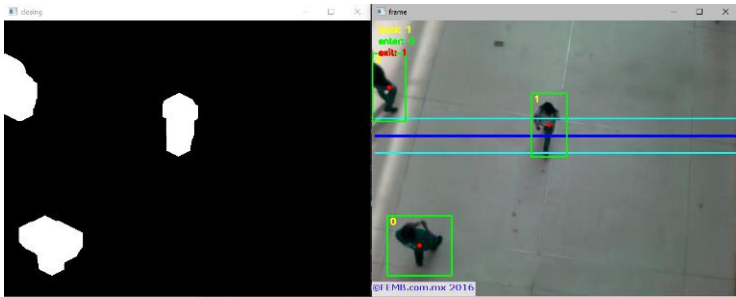 closing
frame
enter:
exit: 1
1
0
©FEMB.com.mx 2016